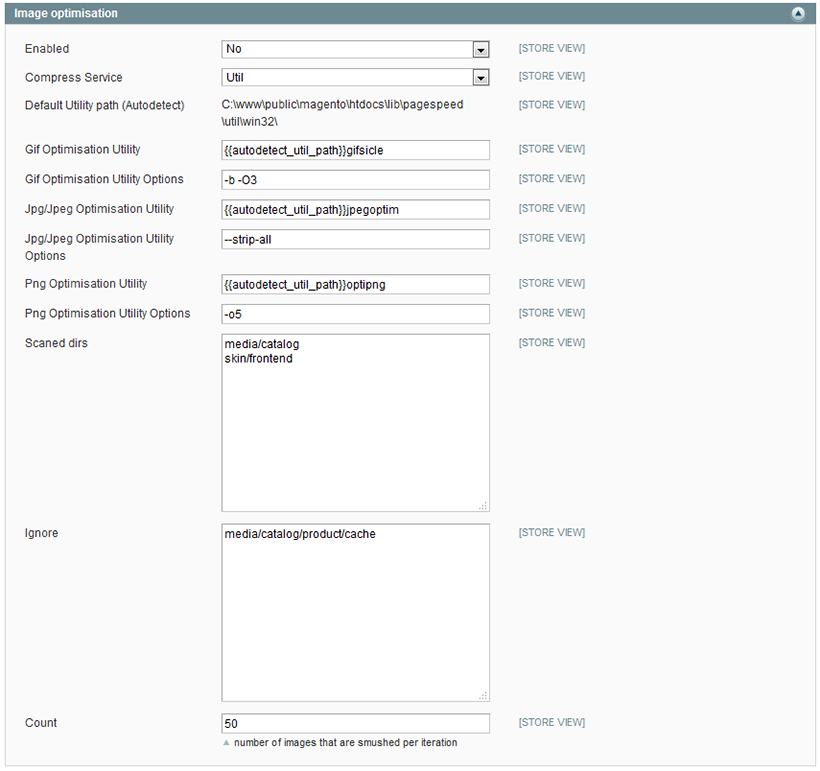 Image optimisation
Enabled No [STORE VIEW]
Compress Service Util [STORE VIEW]
Default Utility path (Autodetect) C:\www\public\magento\htdocs\lib\pagespeed [STORE VIEW]
\util\win32\
Gif Optimisation Utility {{autodetect_util_path}}gifsicle [STORE VIEW]
Gif Optimisation Utility Options -b -O3 [STORE VIEW]
Jpg/Jpeg Optimisation Utility {{autodetect_util_path}}jpegoptim [STORE VIEW]
Jpg/Jpeg Optimisation Utility --strip-all [STORE VIEW]
Options
Png Optimisation Utility {{autodetect_util_path}}optipng [STORE VIEW]
Png Optimisation Utility Options -o5 [STORE VIEW]
Scaned dirs media/catalog [STORE VIEW]
skin/frontend
Ignore media/catalog/product/cache [STORE VIEW]
Count 50 [STORE VIEW]
number of images that are smushed per iteration